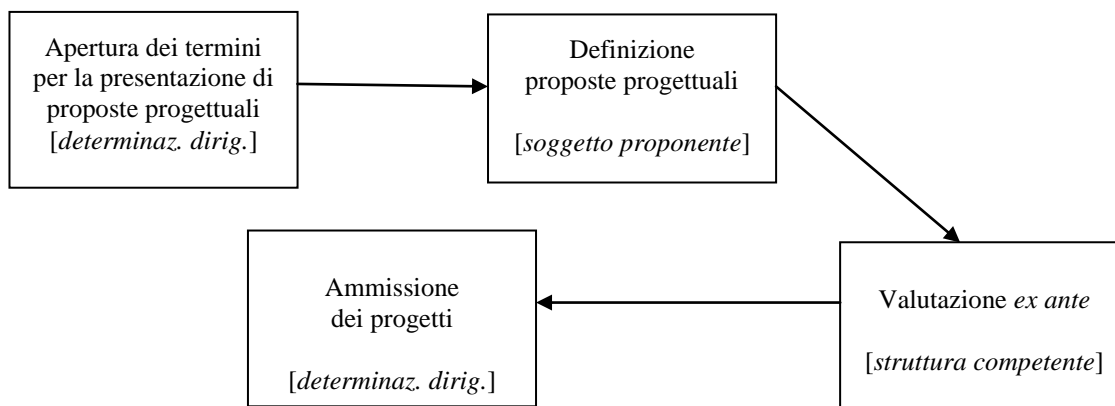 Apertura dei termini
per la presentazione di
proposte progettuali
[determinaz. dirig.]
Definizione
proposte progettuali
[soggetto proponente]
Valutazione ex ante
[struttura competente]
Ammissione
dei progetti
[determinaz. dirig.]